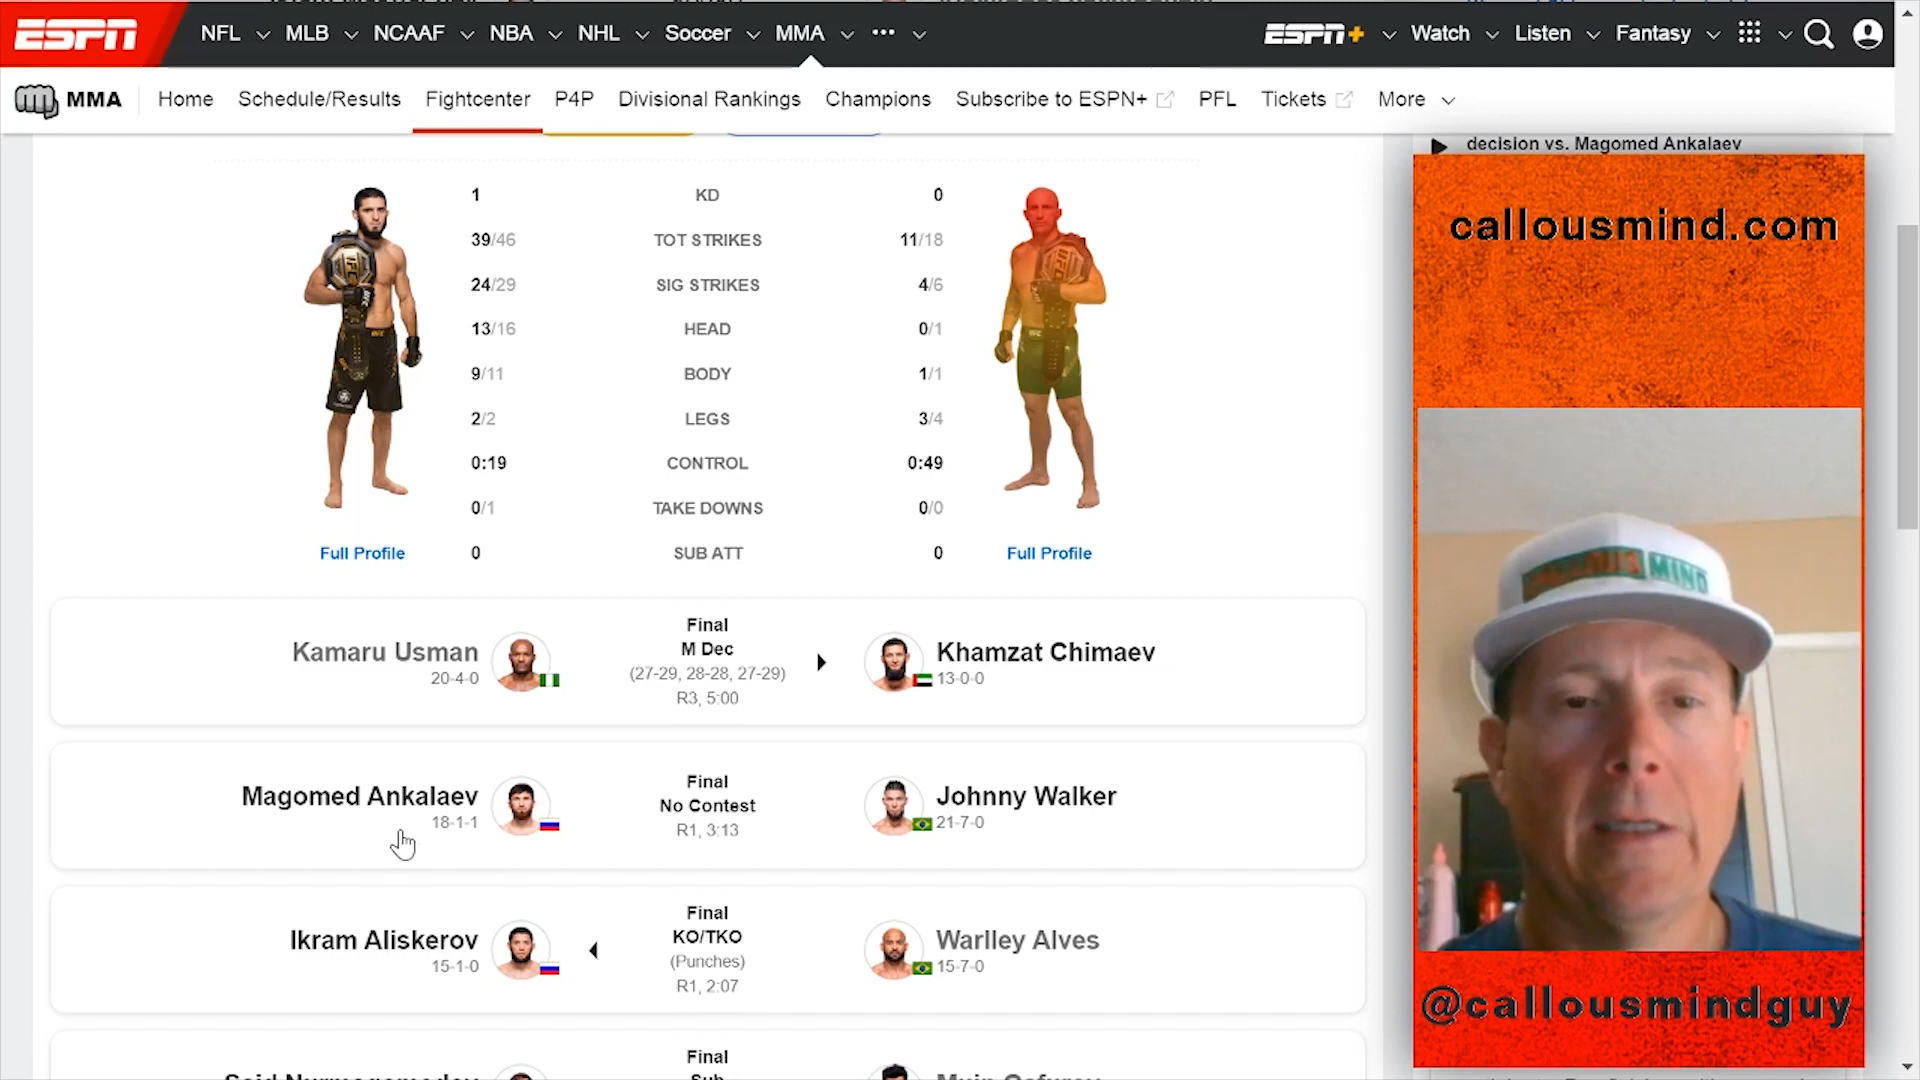 ESPN NFL MLB NCAAF NBA NHL Soccer MMA ••• ESPN+ Watch Listen Fantasy
MMA Home Schedule/Results Fightcenter P4P Divisional Rankings Champions Subscribe to ESPN+ PFL Tickets More
decision vs. Magomed Ankalaev
1 KD 0
39/46 TOT STRIKES 11/18
24/29 SIG STRIKES 4/6
13/16 HEAD 0/1
9/11 BODY 1/1
2/2 LEGS 3/4
0:19 CONTROL 0:49
0/1 TAKE DOWNS 0/0
Full Profile 0 SUB ATT 0 Full Profile
Final
Kamaru Usman M Dec Khamzat Chimaev
20-4-0 (27-29, 28-28, 27-29) 13-0-0
R3, 5:00
Final
Magomed Ankalaev No Contest Johnny Walker
18-1-1 R1, 3:13 21-7-0
Final
Ikram Aliskerov KO/TKO Warlley Alves
15-1-0 (Punches) 15-7-0
R1, 2:07
Final
callousmind.com
CALLOUS MIND
@callousmindguy